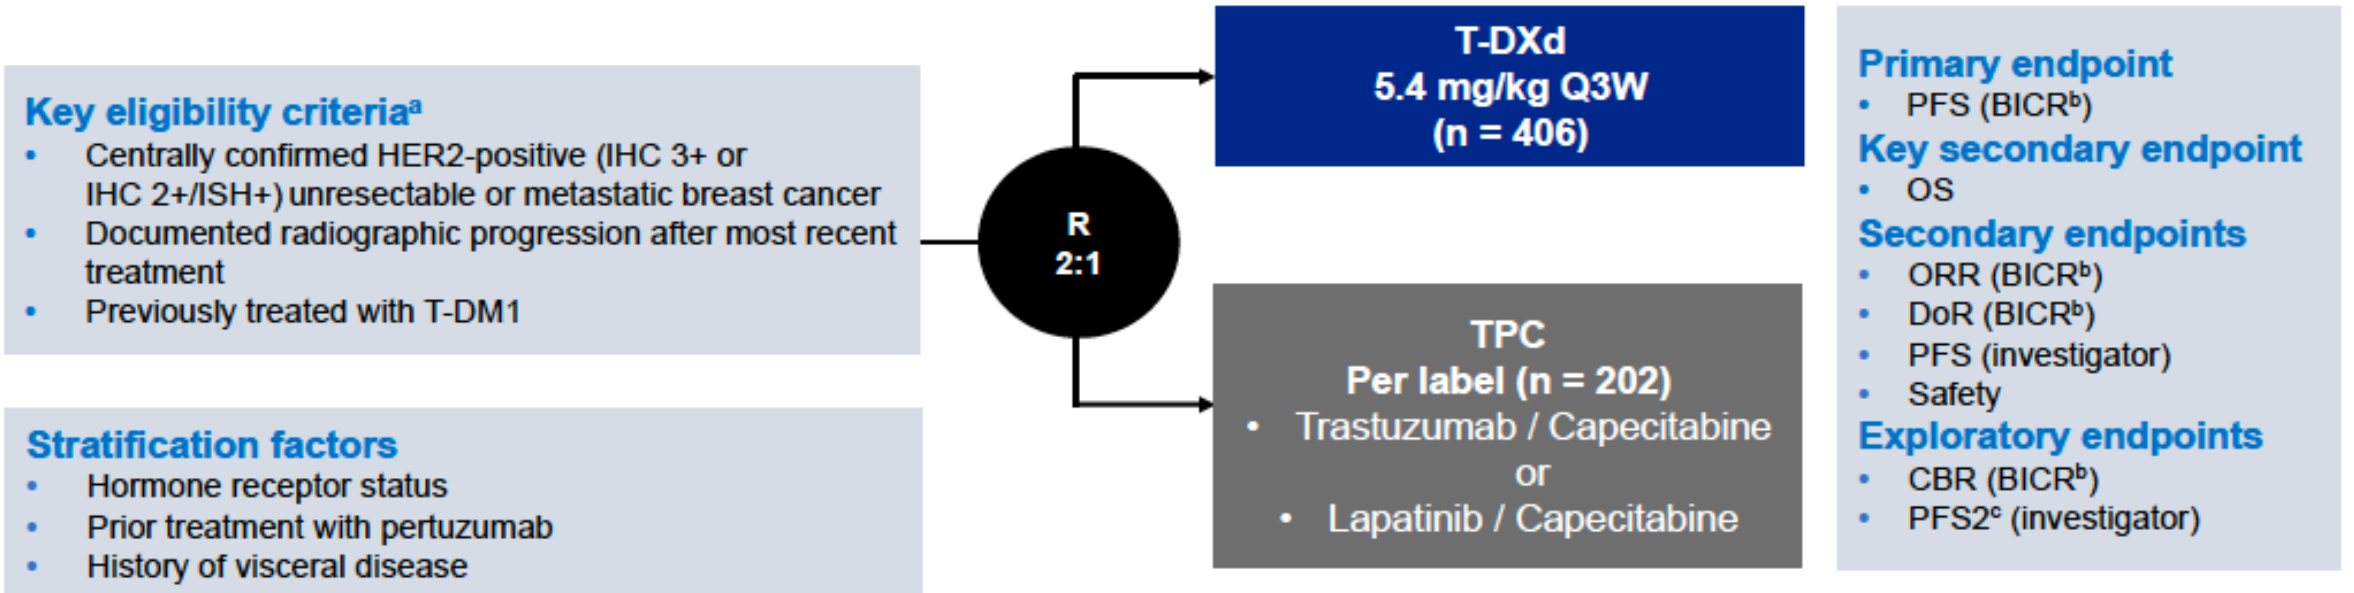 Key eligibility criteriaᵃ
• Centrally confirmed HER2-positive (IHC 3+ or
IHC 2+/ISH+) unresectable or metastatic breast cancer
• Documented radiographic progression after most recent
treatment
• Previously treated with T-DM1
Stratification factors
• Hormone receptor status
• Prior treatment with pertuzumab
• History of visceral disease
R
2:1
T-DXd
5.4 mg/kg Q3W
(n = 406)
TPC
Per label (n = 202)
• Trastuzumab / Capecitabine
or
• Lapatinib / Capecitabine
Primary endpoint
• PFS (BICRᵇ)
Key secondary endpoint
• OS
Secondary endpoints
• ORR (BICRᵇ)
• DoR (BICRᵇ)
• PFS (investigator)
• Safety
Exploratory endpoints
• CBR (BICRᵇ)
• PFS2ᶜ (investigator)